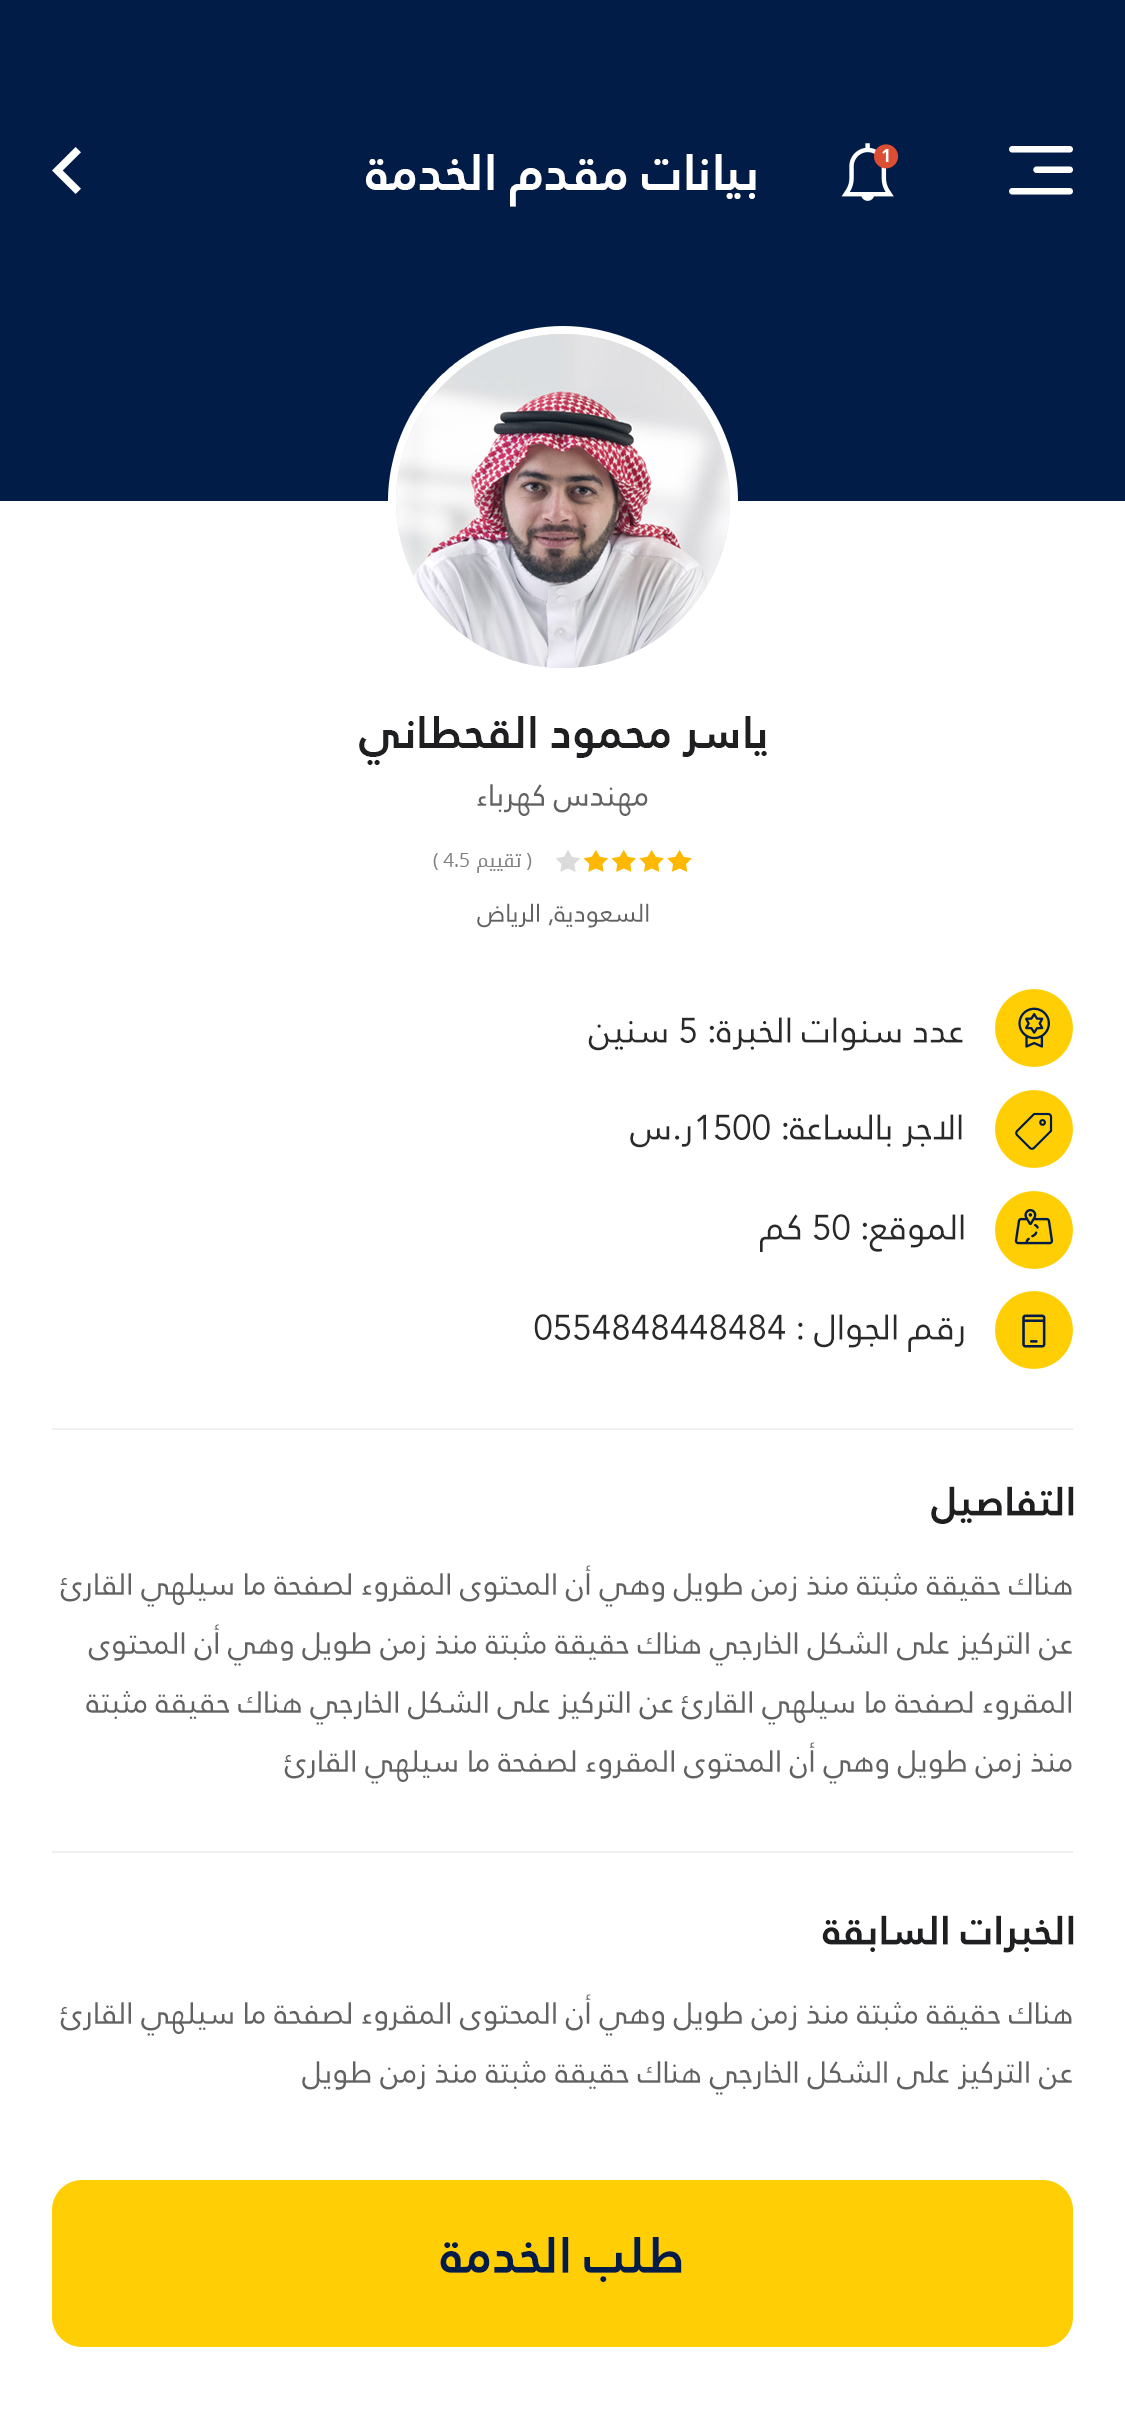 بيانات مقدم الخدمة
1
ياسر محمود القحطاني
مهندس كهرباء
( تقييم 4.5 )
السعودية, الرياض
عدد سنوات الخبرة: 5 سنين
الاجر بالساعة: 1500ر.س
الموقع: 50 كم
رقم الجوال : 0554848448484
التفاصيل
هناك حقيقة مثبتة منذ زمن طويل وهي أن المحتوى المقروء لصفحة ما سيلهي القارئ
عن التركيز على الشكل الخارجي هناك حقيقة مثبتة منذ زمن طويل وهي أن المحتوى
المقروء لصفحة ما سيلهي القارئ عن التركيز على الشكل الخارجي هناك حقيقة مثبتة
منذ زمن طويل وهي أن المحتوى المقروء لصفحة ما سيلهي القارئ
الخبرات السابقة
هناك حقيقة مثبتة منذ زمن طويل وهي أن المحتوى المقروء لصفحة ما سيلهي القارئ
عن التركيز على الشكل الخارجي هناك حقيقة مثبتة منذ زمن طويل
طلب الخدمة